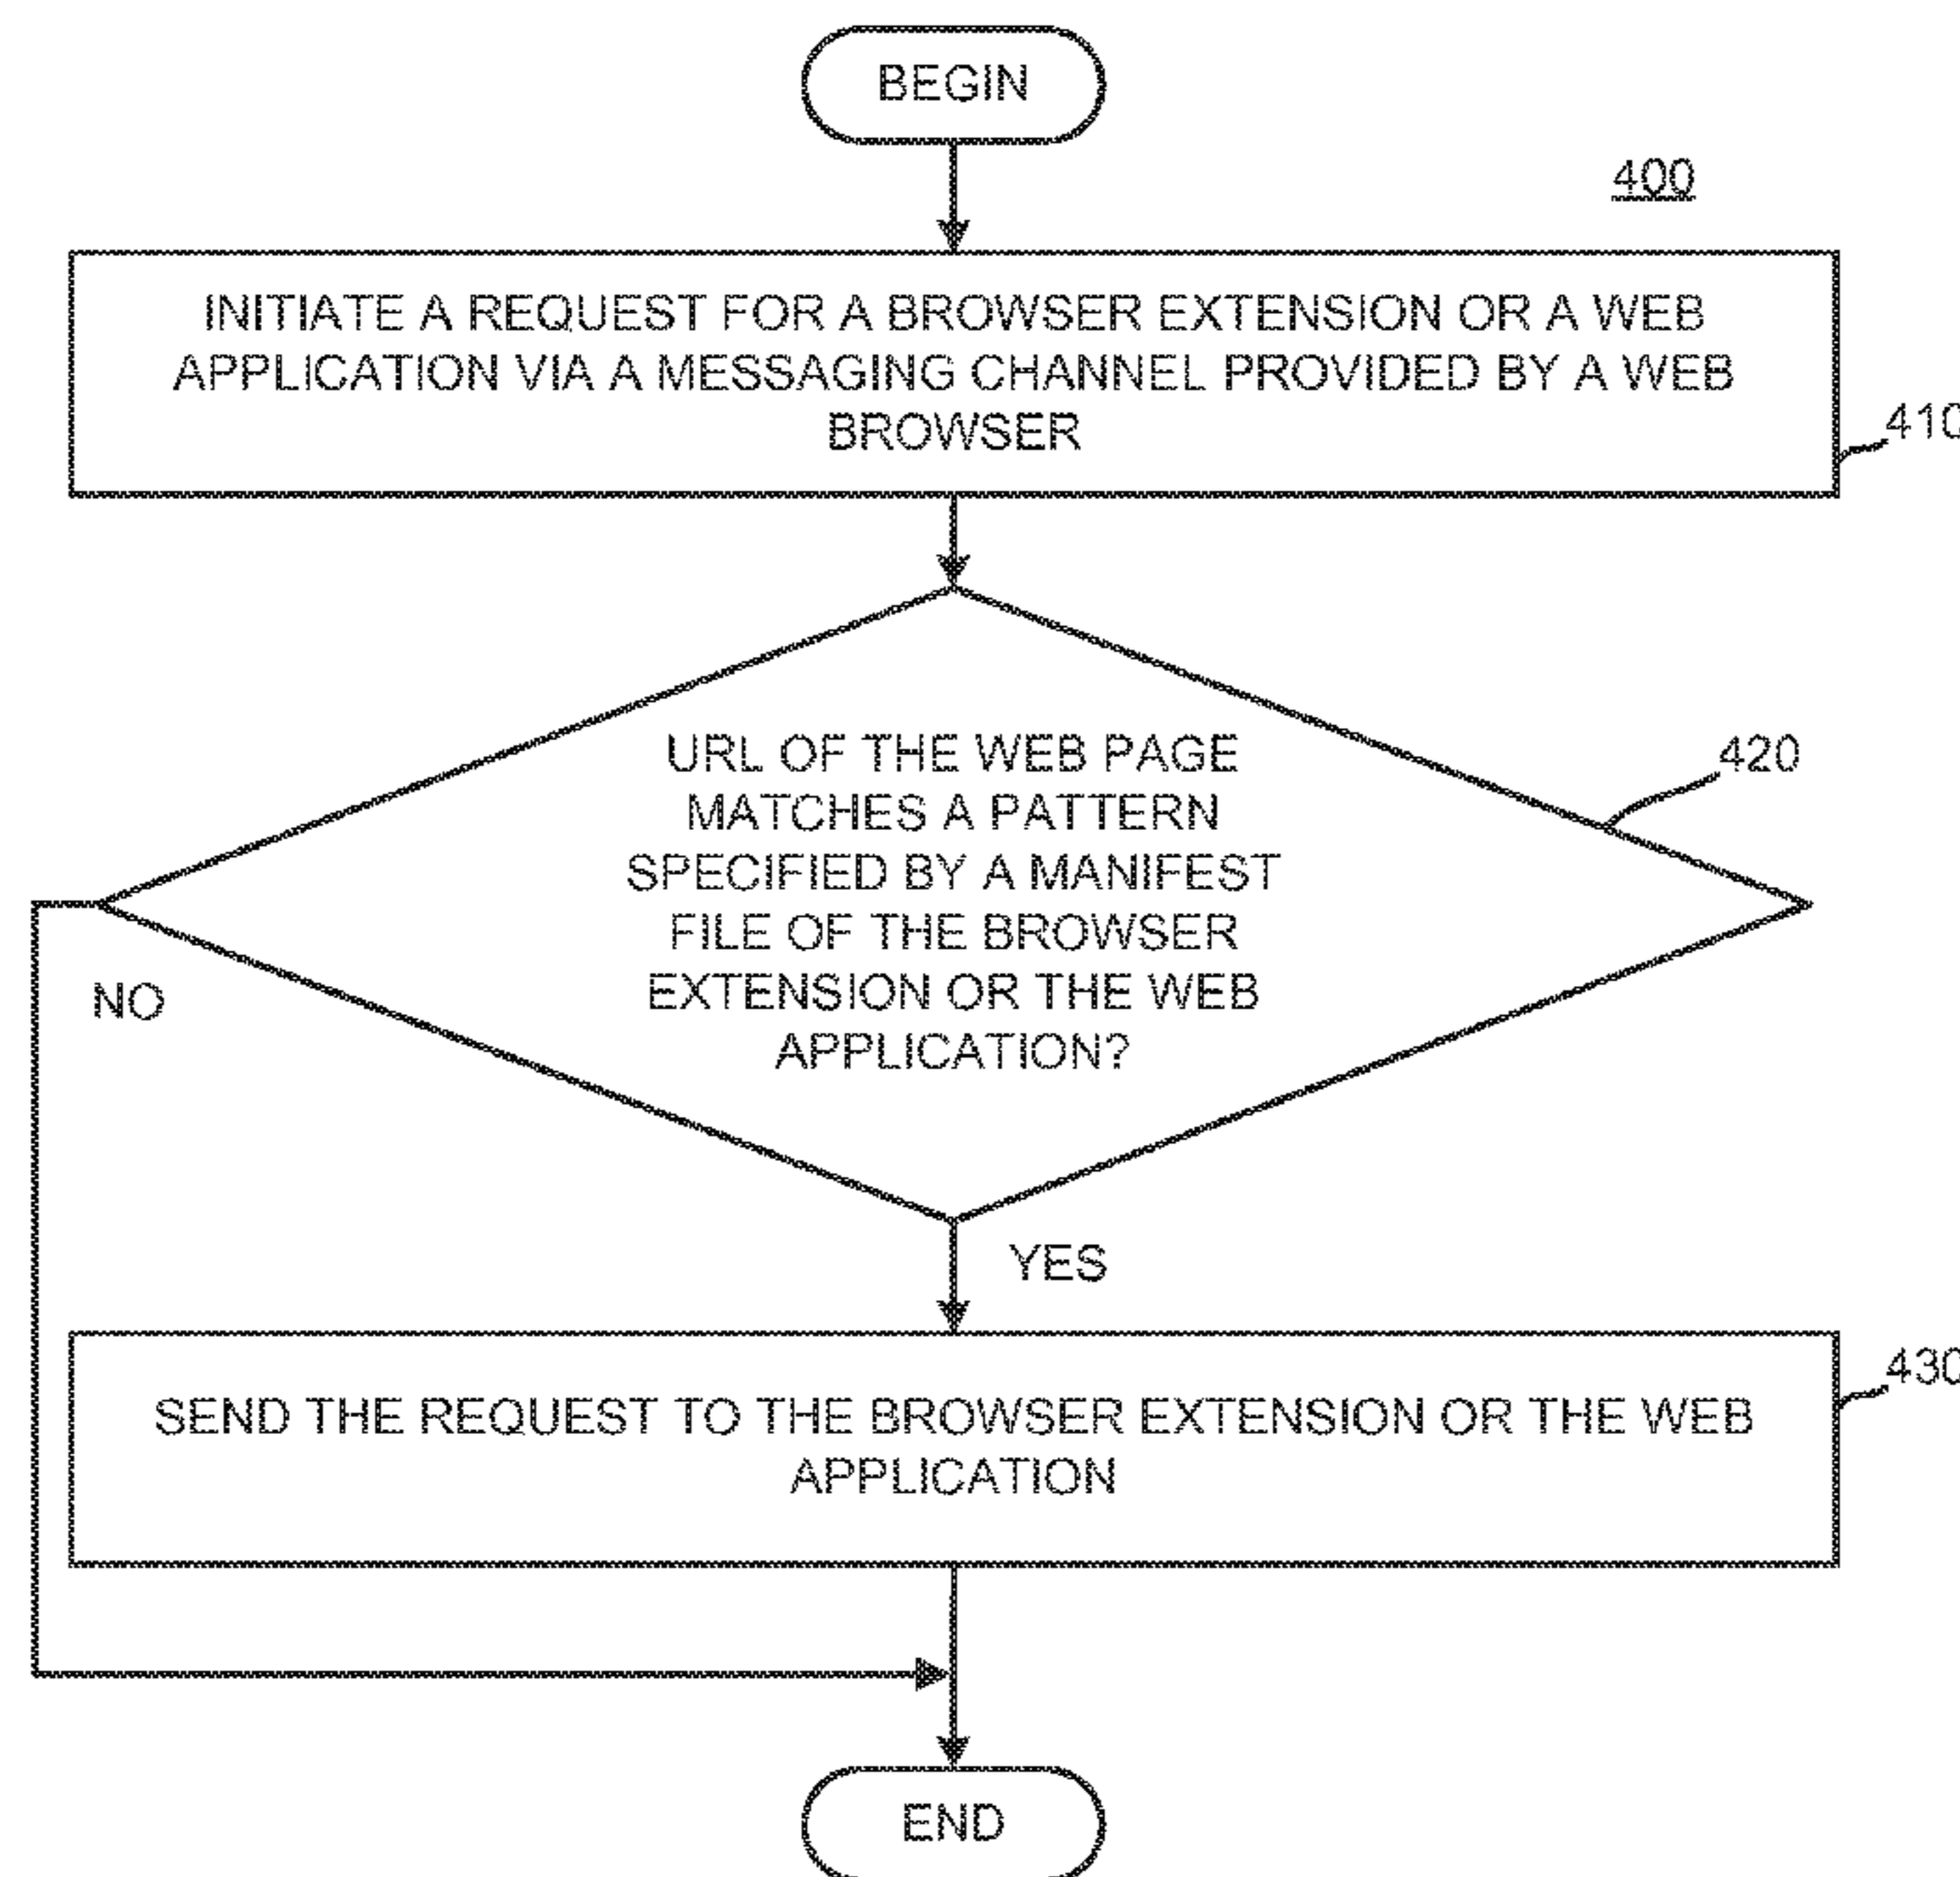 BEGIN
400
INITIATE A REQUEST FOR A BROWSER EXTENSION OR A WEB
APPLICATION VIA A MESSAGING CHANNEL PROVIDED BY A WEB
BROWSER
410
URL OF THE WEB PAGE
MATCHES A PATTERN
SPECIFIED BY A MANIFEST
FILE OF THE BROWSER
EXTENSION OR THE WEB
APPLICATION?
420
NO
YES
SEND THE REQUEST TO THE BROWSER EXTENSION OR THE WEB
APPLICATION
430
END